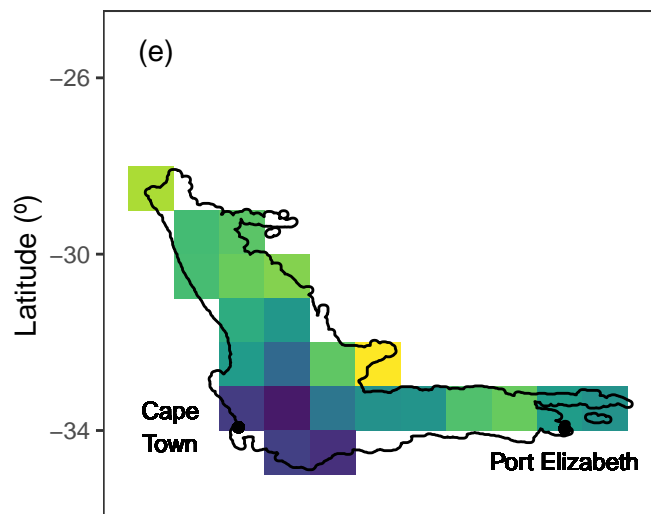 (e)
−26
−30
−34
Latitude (º)
Cape
Town
Port Elizabeth